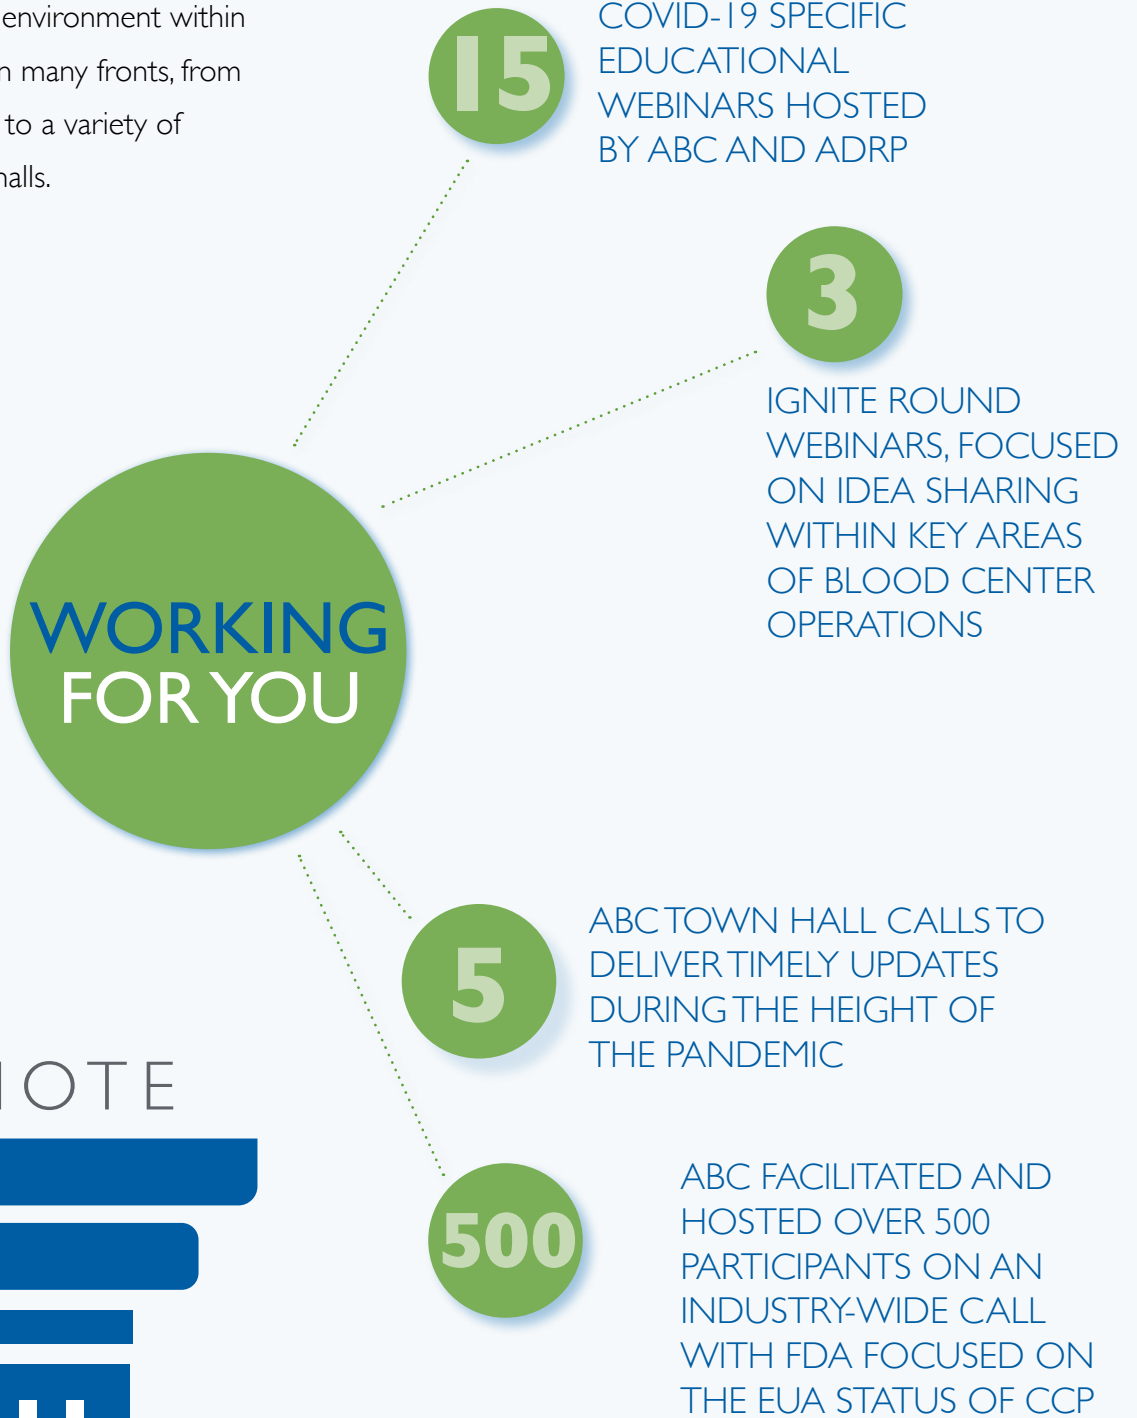 environment within
many fronts, from
to a variety of
15
COVID-19 SPECIFIC
EDUCATIONAL
WEBINARS HOSTED
BY ABC AND ADRP
3
IGNITE ROUND
WEBINARS, FOCUSED
ON IDEA SHARING
WITHIN KEY AREAS
OF BLOOD CENTER
OPERATIONS
WORKING
FOR YOU
5
ABC TOWN HALL CALLS TO
DELIVER TIMELY UPDATES
DURING THE HEIGHT OF
THE PANDEMIC
500
ABC FACILITATED AND
HOSTED OVER 500
PARTICIPANTS ON AN
INDUSTRY-WIDE CALL
WITH FDA FOCUSED ON
THE EUA STATUS OF CCP